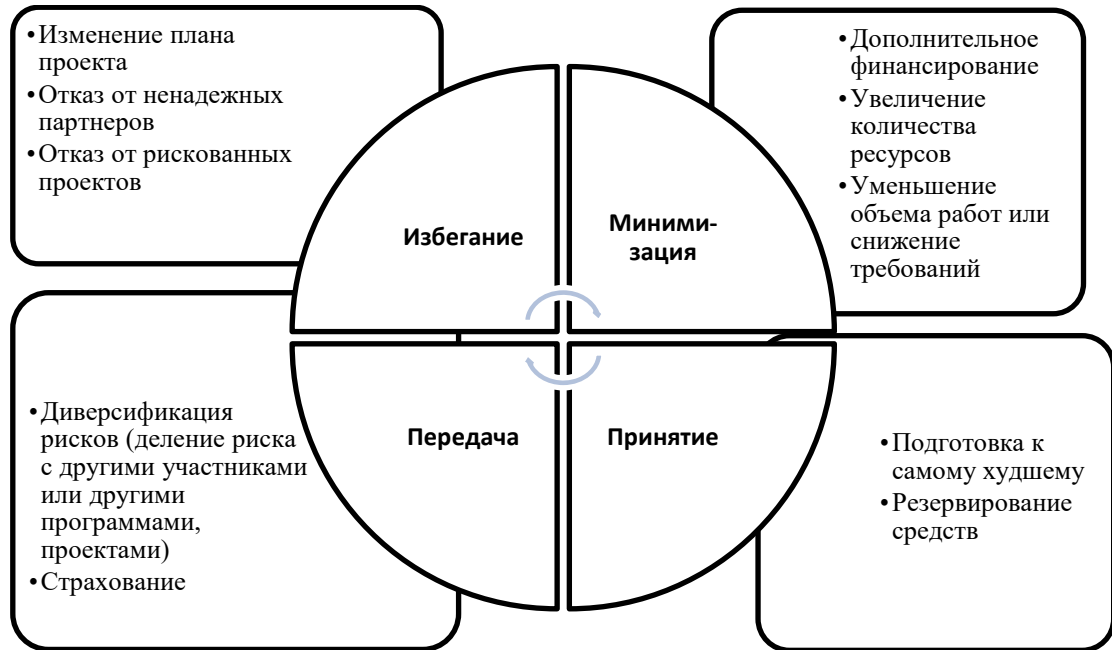 •Изменение плана
проекта
•Отказ от ненадежных
партнеров
•Отказ от рискованных
проектов
Избегание
•Дополнительное
финансирование
•Увеличение
количества
ресурсов
•Уменьшение
объема работ или
снижение
требований
Миними-
зация
•Диверсификация
рисков (деление риска
с другими участниками
или другими
программами,
проектами)
•Страхование
Передача
Принятие
•Подготовка к
самому худшему
•Резервирование
средств